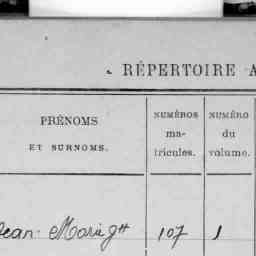 RÉPERTOIRE A
PRÉNOMS
ET SURNOMS.
NUMÉROS
ma-
tricules.
NUMÉRO
du
volume.
Jean-Marie 107 1